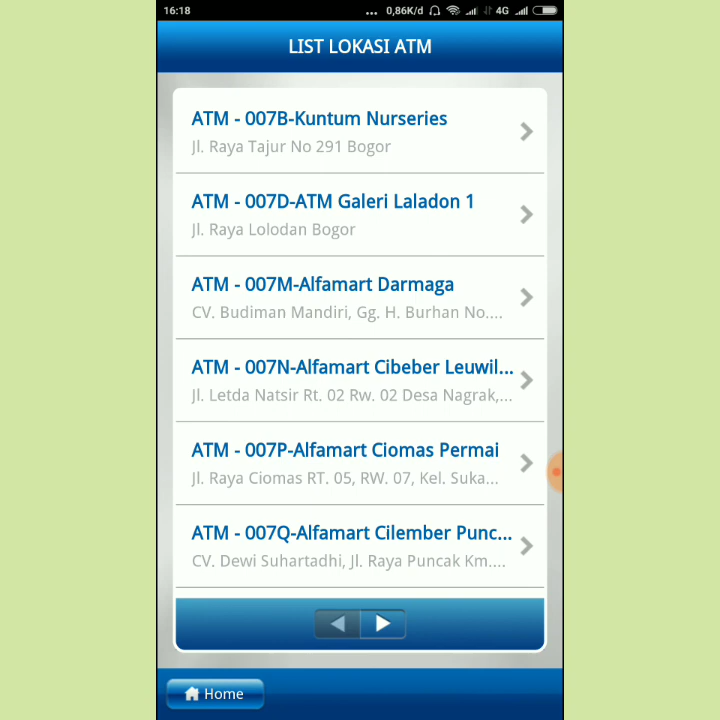 16:18
... 0,86K/d 4G
LIST LOKASI ATM
ATM - 007B-Kuntum Nurseries
Jl. Raya Tajur No 291 Bogor
ATM - 007D-ATM Galeri Laladon 1
Jl. Raya Lolodan Bogor
ATM - 007M-Alfamart Darmaga
CV. Budiman Mandiri, Gg. H. Burhan No....
ATM - 007N-Alfamart Cibeber Leuwil...
Jl. Letda Natsir Rt. 02 Rw. 02 Desa Nagrak,...
ATM - 007P-Alfamart Ciomas Permai
Jl. Raya Ciomas RT. 05, RW. 07, Kel. Suka...
ATM - 007Q-Alfamart Cilember Punc...
CV. Dewi Suhartadhi, Jl. Raya Puncak Km....
Home